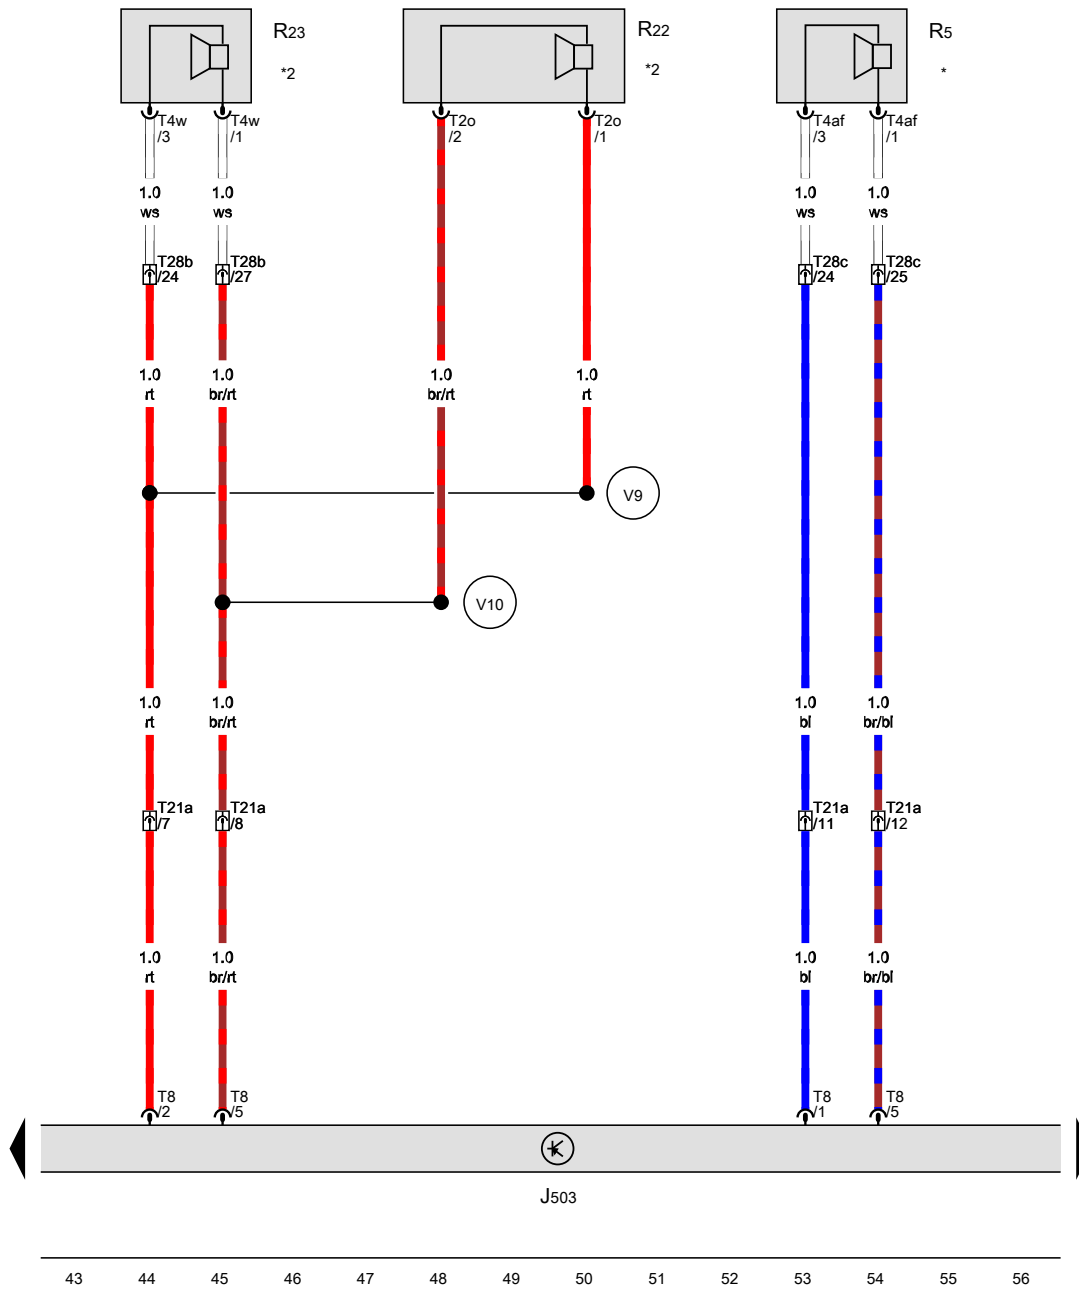 R23
*2
R22
*2
R5
*
T4w
/3
T4w
/1
T2o
/2
T2o
/1
T4af
/3
T4af
/1
1.0
ws
1.0
ws
1.0
ws
1.0
ws
T28b
/24
T28b
/27
T28c
/24
T28c
/25
1.0
rt
1.0
br/rt
1.0
br/rt
1.0
rt
V9
V10
1.0
rt
1.0
br/rt
1.0
bl
1.0
br/bl
T21a
/7
T21a
/8
T21a
/11
T21a
/12
1.0
rt
1.0
br/rt
1.0
bl
1.0
br/bl
T8
/2
T8
/5
T8
/1
T8
/5
J503
43 44 45 46 47 48 49 50 51 52 53 54 55 56